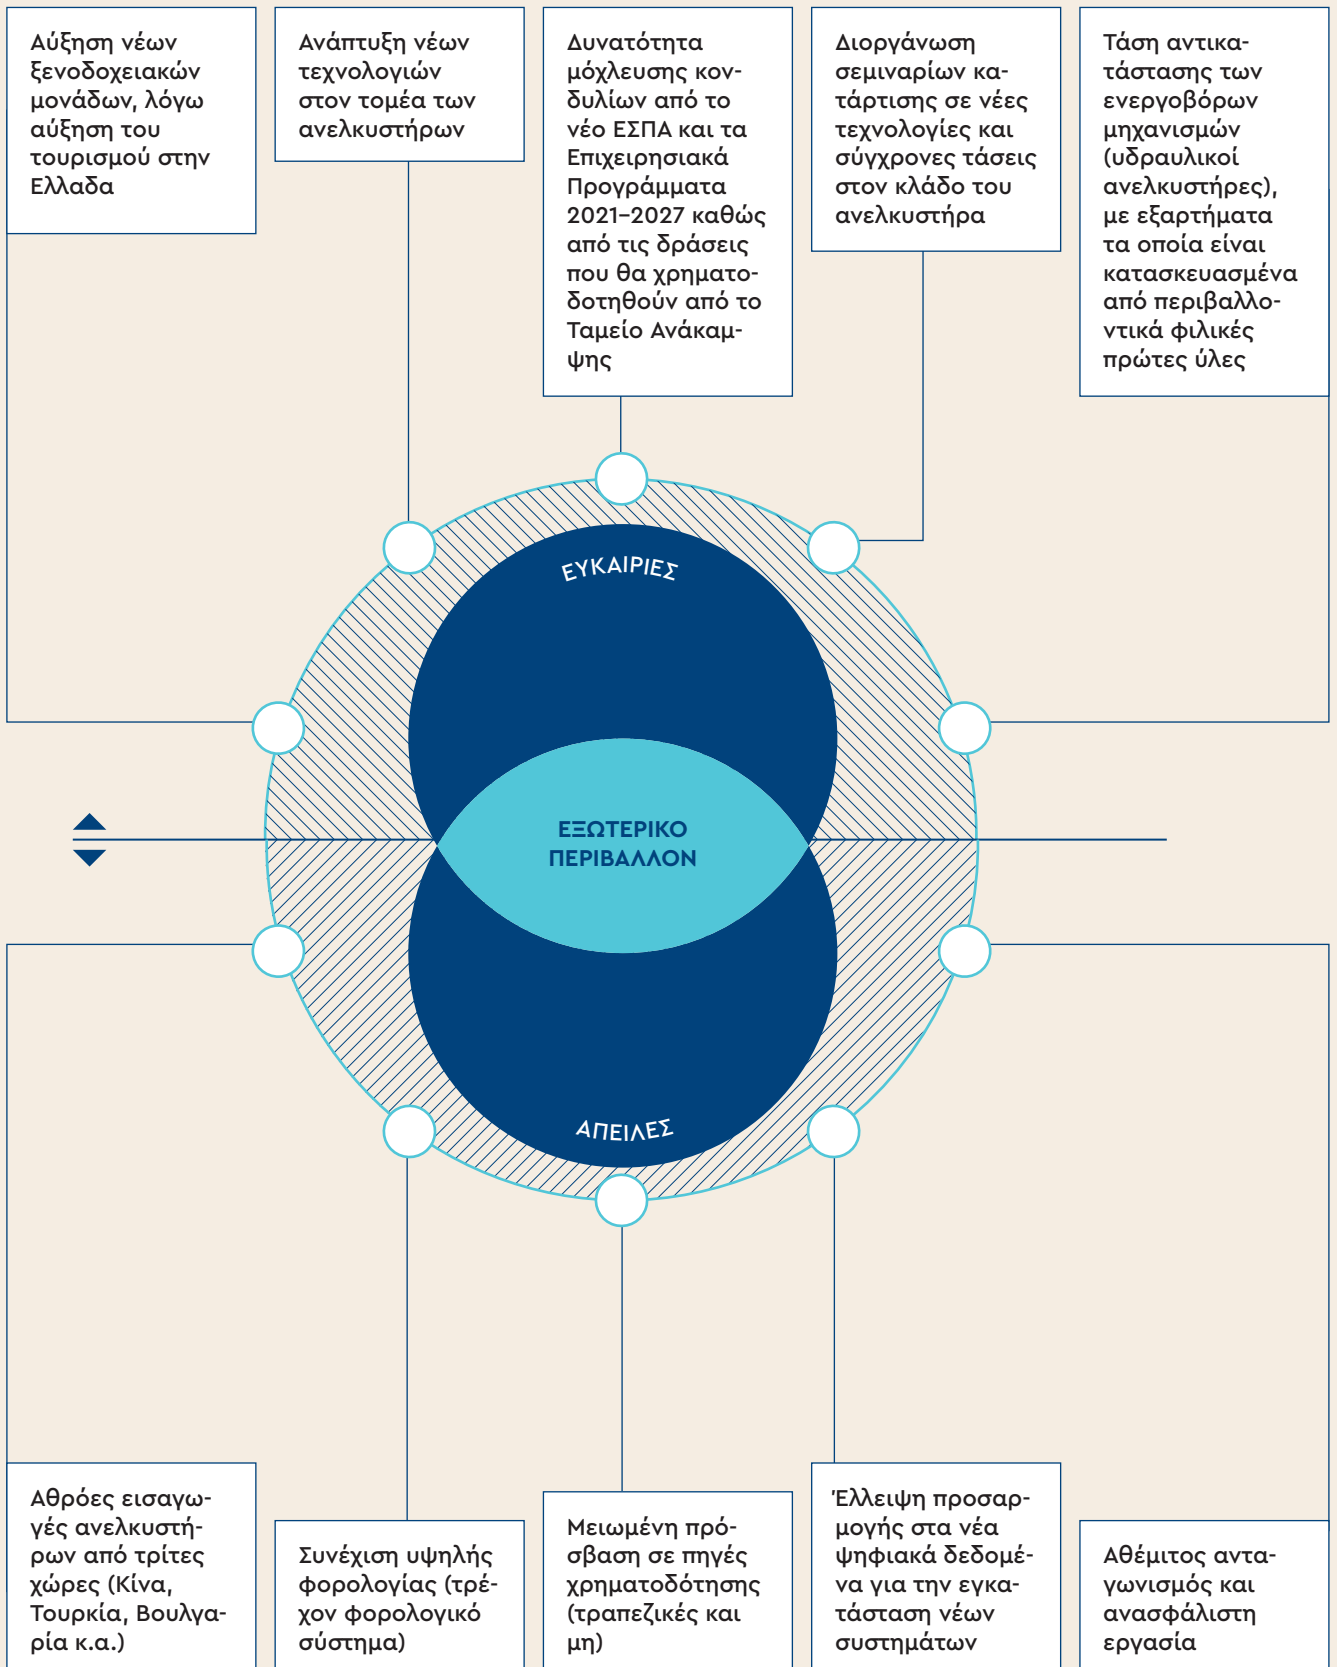 Αύξηση νέων
ξενοδοχειακών
μονάδων, λόγω
αύξηση του
τουρισμού στην
Ελλαδα
Ανάπτυξη νέων
τεχνολογιών
στον τομέα των
ανελκυστήρων
Δυνατότητα
μόχλευσης κον-
δυλίων από το
νέο ΕΣΠΑ και τα
Επιχειρησιακά
Προγράμματα
2021–2027 καθώς
από τις δράσεις
που θα χρηματο-
δοτηθούν από το
Ταμείο Ανάκαμ-
ψης
Διοργάνωση
σεμιναρίων κα-
τάρτισης σε νέες
τεχνολογίες και
σύγχρονες τάσεις
στον κλάδο του
ανελκυστήρα
Τάση αντικα-
τάστασης των
ενεργοβόρων
μηχανισμών
(υδραυλικοί
ανελκυστήρες),
με εξαρτήματα
τα οποία είναι
κατασκευασμένα
από περιβαλλο-
ντικά φιλικές
πρώτες ύλες
ΕΥΚΑΙΡΙΕΣ
ΕΞΩΤΕΡΙΚΟ
ΠΕΡΙΒΑΛΛΟΝ
ΑΠΕΙΛΕΣ
Αθρόες εισαγω-
γές ανελκυστή-
ρων από τρίτες
χώρες (Κίνα,
Τουρκία, Βουλγα-
ρία κ.α.)
Συνέχιση υψηλής
φορολογίας (τρέ-
χον φορολογικό
σύστημα)
Μειωμένη πρό-
σβαση σε πηγές
χρηματοδότησης
(τραπεζικές και
μη)
Έλλειψη προσαρ-
μογής στα νέα
ψηφιακά δεδομέ-
να για την εγκα-
τάσταση νέων
συστημάτων
Αθέμιτος αντα-
γωνισμός και
ανασφάλιστη
εργασία